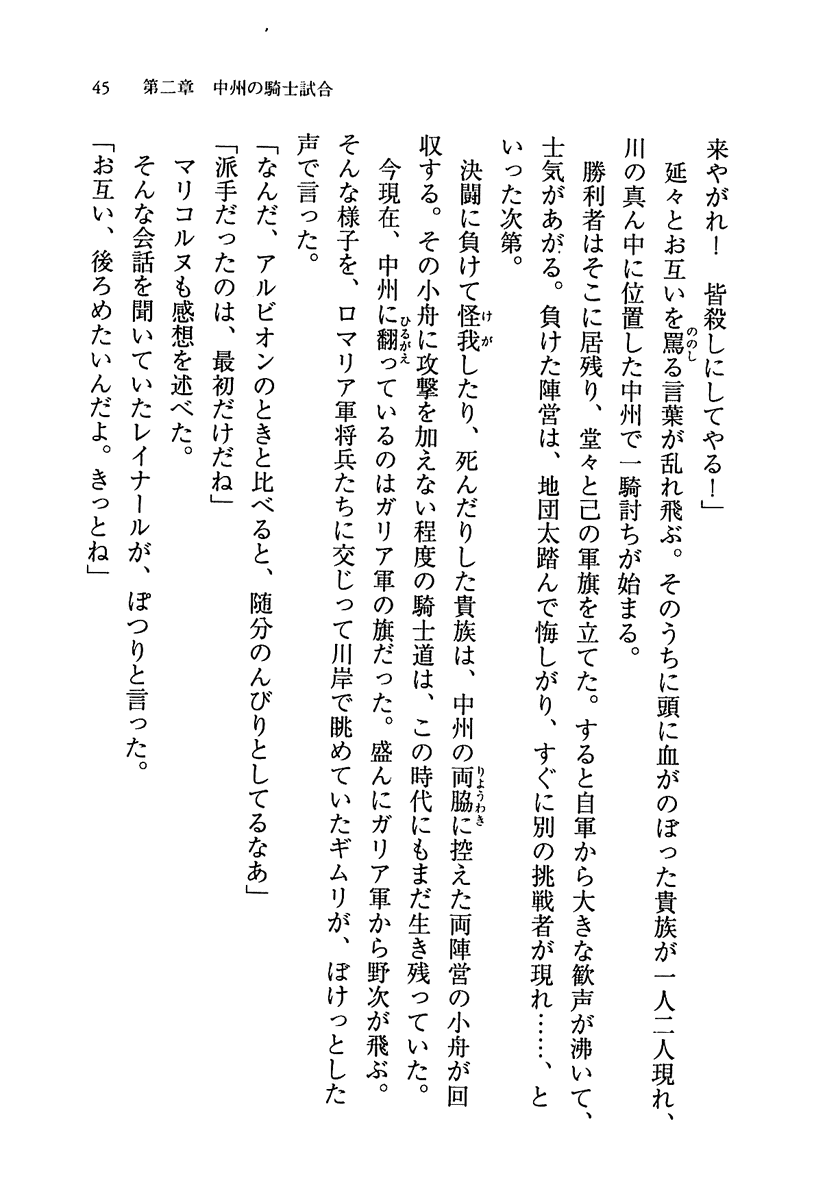 45　第二章　中州の騎士試合
来やがれ！　皆殺しにしてやる！」
　延々とお互いを罵る言葉が乱れ飛ぶ。そのうちに頭に血がのぼった貴族が一人二人現れ、
川の真ん中に位置した中州で一騎討ちが始まる。
　勝利者はそこに居残り、堂々と己の軍旗を立てた。すると自軍から大きな歓声が沸いて、
士気があがる。負けた陣営は、地団太踏んで悔しがり、すぐに別の挑戦者が現れ……、と
いった次第。
　決闘に負けて怪我したり、死んだりした貴族は、中州の両脇に控えた両陣営の小舟が回
収する。その小舟に攻撃を加えない程度の騎士道は、この時代にもまだ生き残っていた。
　今現在、中州に翻っているのはガリア軍の旗だった。盛んにガリア軍から野次が飛ぶ。
そんな様子を、ロマリア軍将兵たちに交じって川岸で眺めていたギムリが、ぼけっとした
声で言った。
「なんだ、アルビオンのときと比べると、随分のんびりとしてるなあ」
「派手だったのは、最初だけだね」
　マリコルヌも感想を述べた。
　そんな会話を聞いていたレイナールが、ぽつりと言った。
「お互い、後ろめたいんだよ。きっとね」